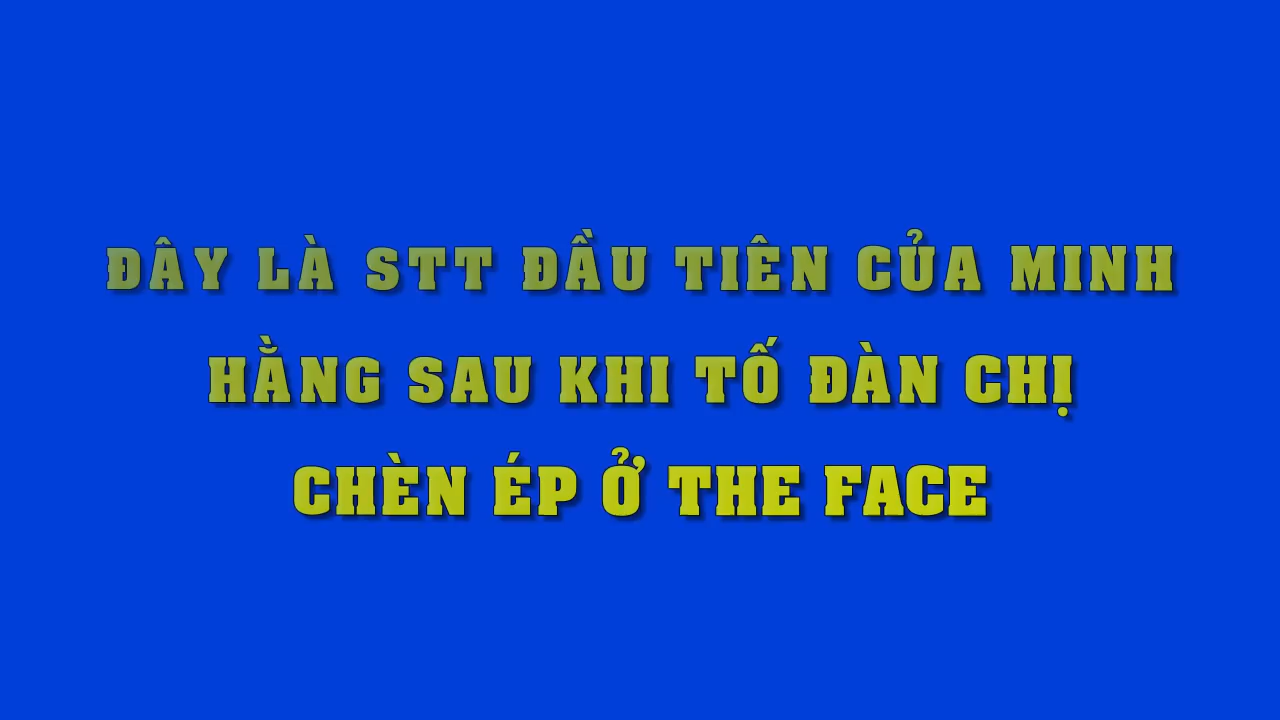 ĐÂY LÀ STT ĐẦU TIÊN CỦA MINH
HẰNG SAU KHI TỐ ĐÀN CHỊ
CHÈN ÉP Ở THE FACE